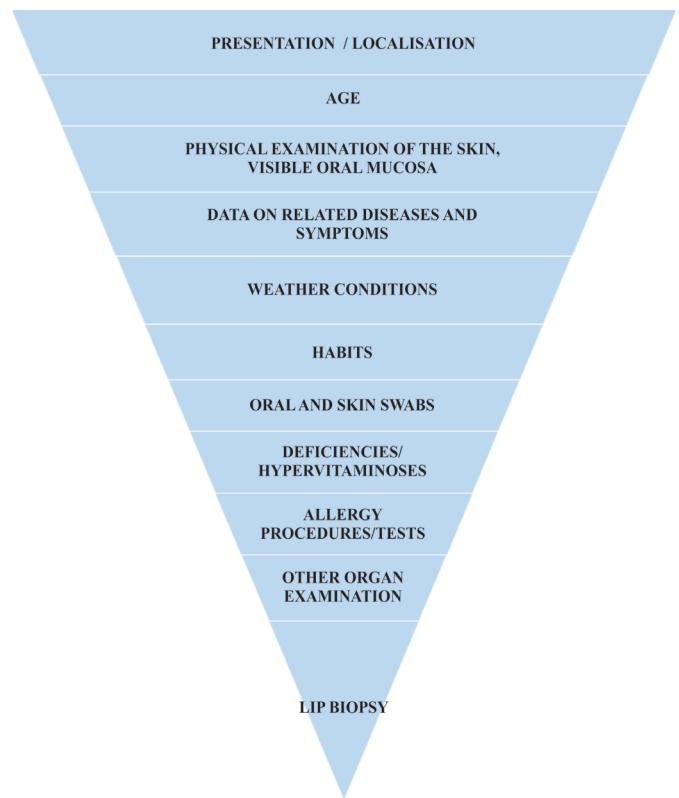 PRESENTATION / LOCALISATION
AGE
PHYSICAL EXAMINATION OF THE SKIN,
VISIBLE ORAL MUCOSA
DATA ON RELATED DISEASES AND
SYMPTOMS
WEATHER CONDITIONS
HABITS
ORAL AND SKIN SWABS
DEFICIENCIES/
HYPERVITAMINOSES
ALLERGY
PROCEDURES/TESTS
OTHER ORGAN
EXAMINATION
LIP BIOPSY